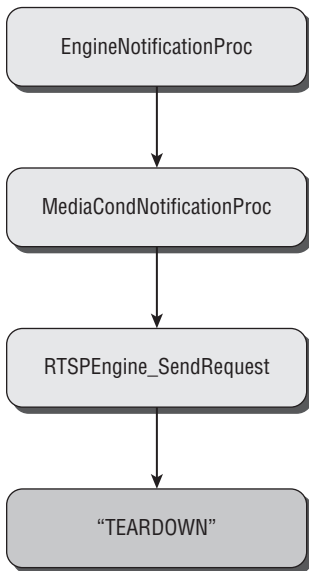 EngineNotificationProc
MediaCondNotificationProc
RTSPEngine_SendRequest
“TEARDOWN”